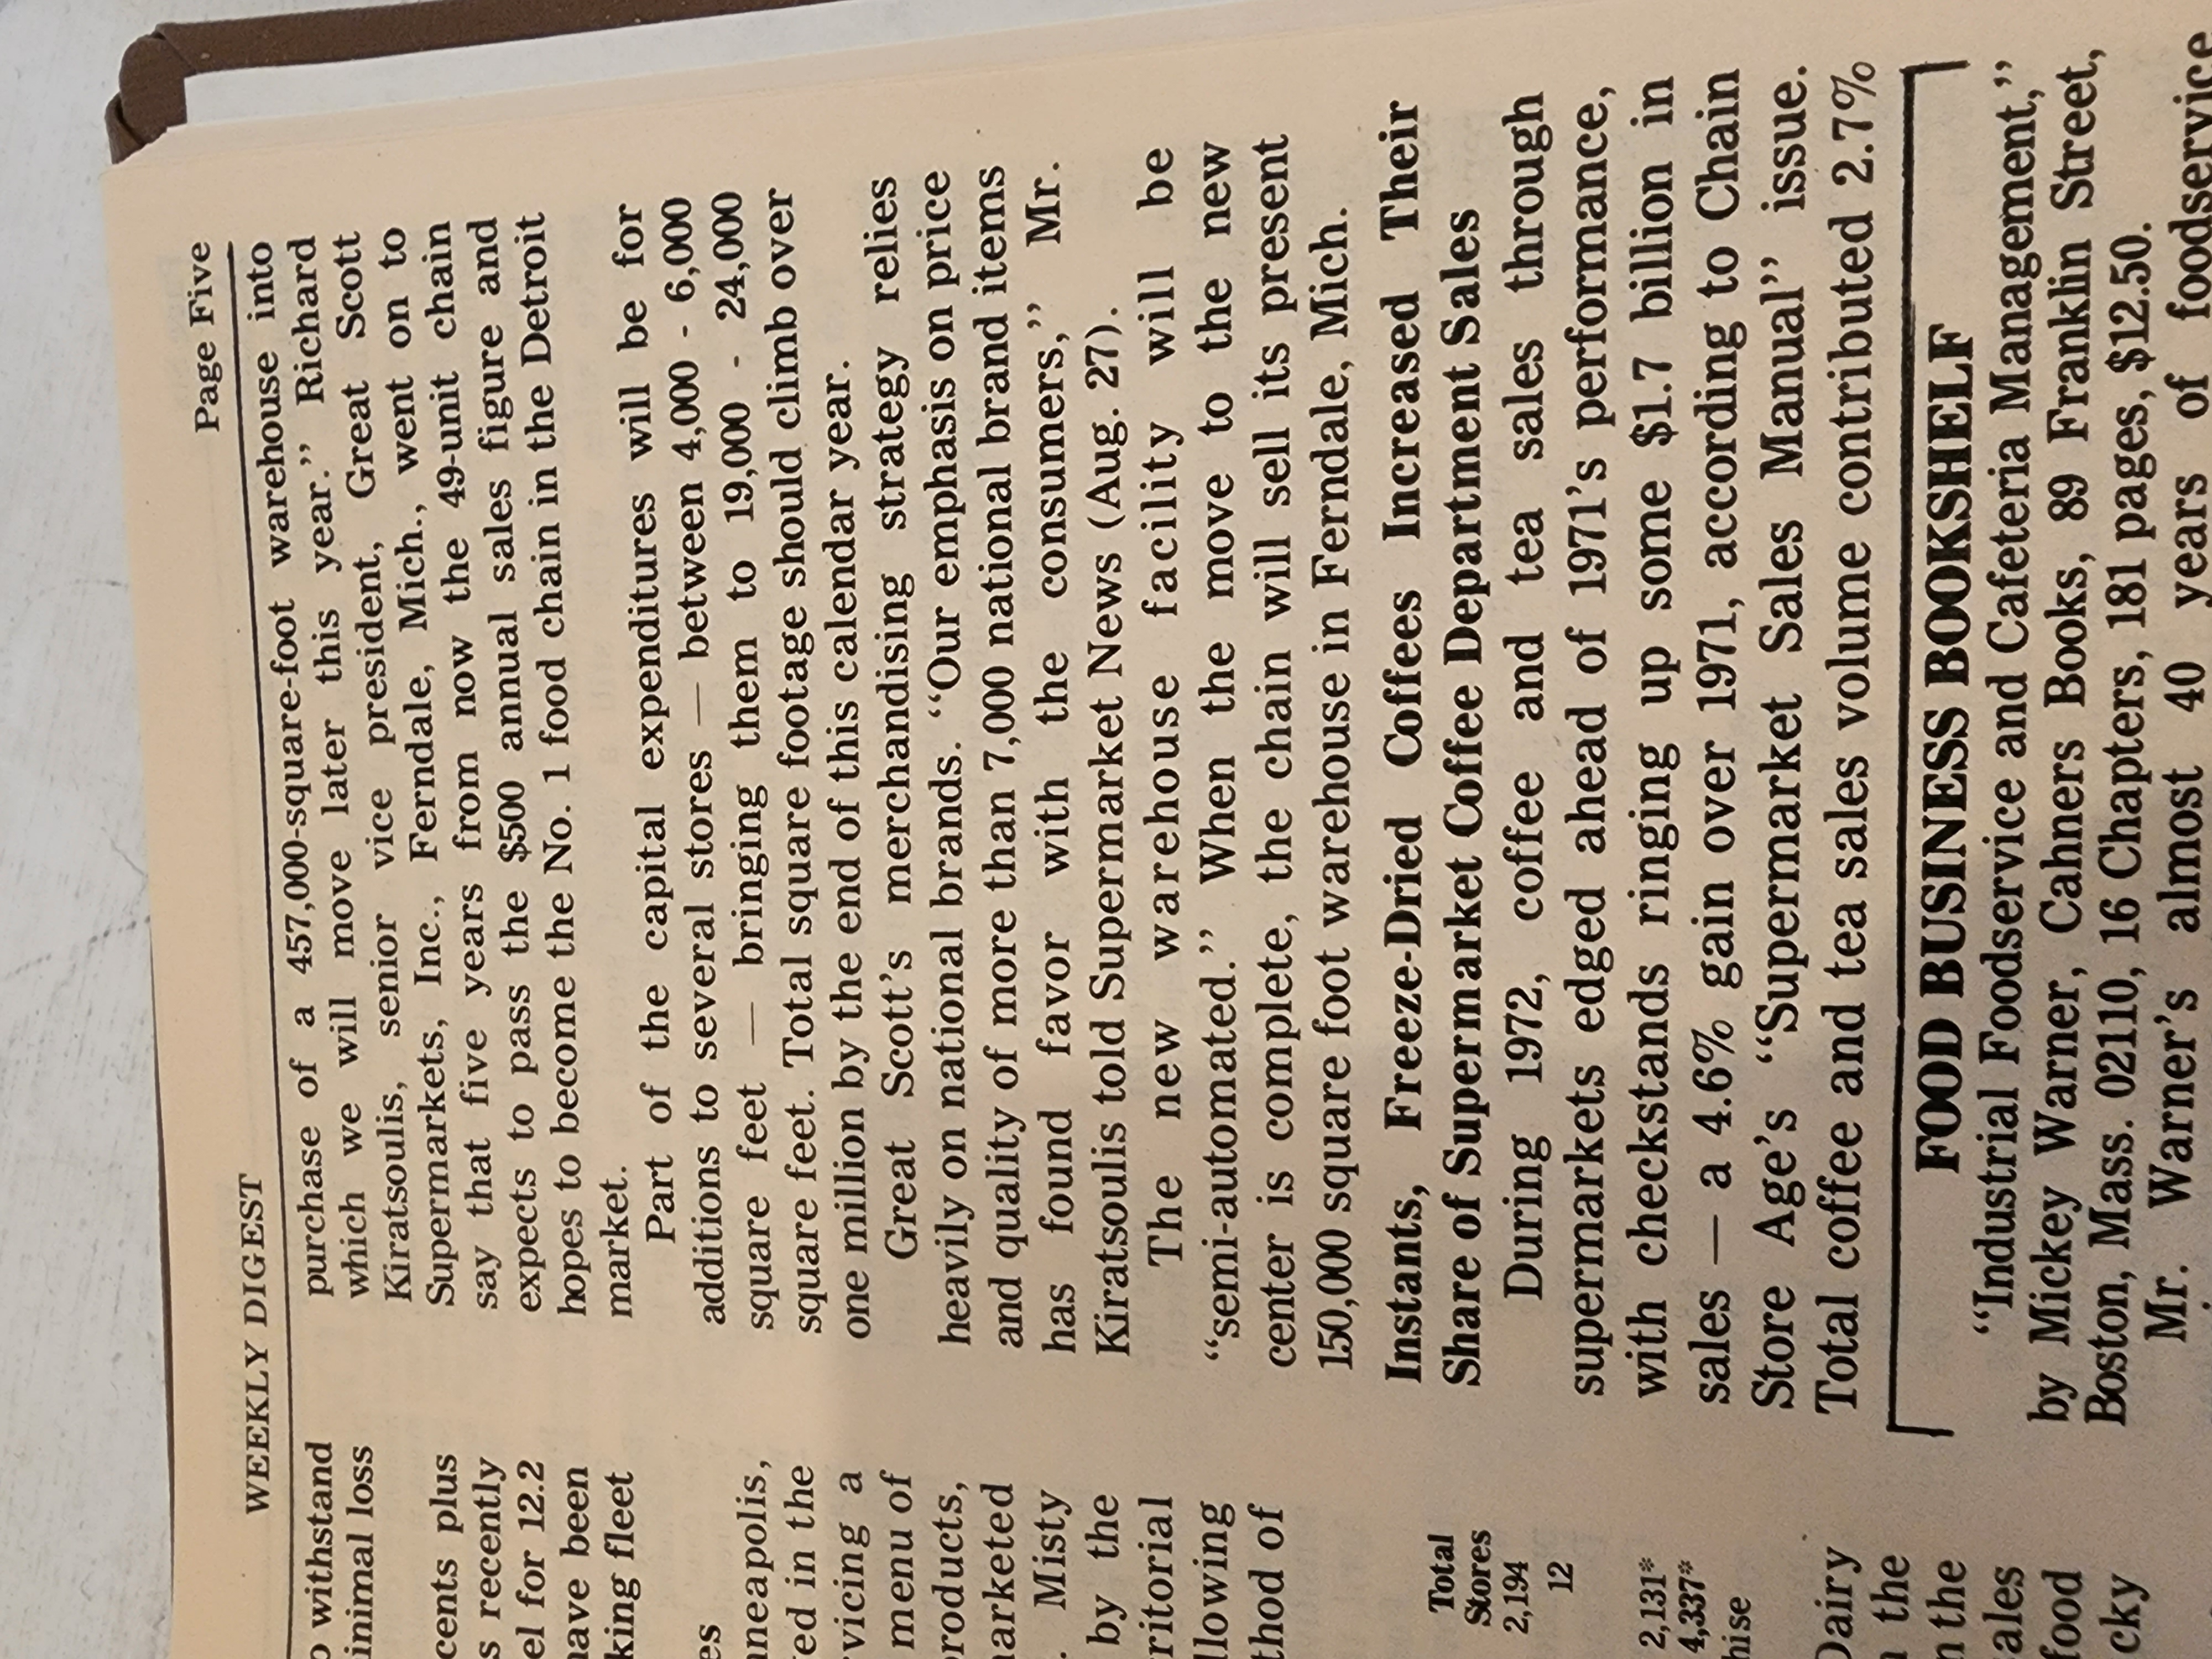 WEEKLY DIGEST
Page Five
o withstand
inimal loss
cents plus
s recently
el for 12.2
have been
king fleet
es
nneapolis,
ed in the
vicing a
menu of
roducts,
arketed
. Misty
by the
ritorial
llowing
thod of
Total
Stores
2,194
12
2,131*
4,337*
hise
Dairy
n the
n the
ales
food
cky
purchase of a 457,000-square-foot warehouse into
which we will move later this year.” Richard
Kiratsoulis, senior vice president, Great Scott
Supermarkets, Inc., Ferndale, Mich., went on to
say that five years from now the 49-unit chain
expects to pass the $500 annual sales figure and
hopes to become the No. 1 food chain in the Detroit
market.
Part of the capital expenditures will be for
additions to several stores — between 4,000 - 6,000
square feet — bringing them to 19,000 - 24,000
square feet. Total square footage should climb over
one million by the end of this calendar year.
Great Scott’s merchandising strategy relies
heavily on national brands. “Our emphasis on price
and quality of more than 7,000 national brand items
has found favor with the consumers,” Mr.
Kiratsoulis told Supermarket News (Aug. 27).
The new warehouse facility will be
“semi-automated.” When the move to the new
center is complete, the chain will sell its present
150,000 square foot warehouse in Ferndale, Mich.
Instants, Freeze-Dried Coffees Increased Their
Share of Supermarket Coffee Department Sales
During 1972, coffee and tea sales through
supermarkets edged ahead of 1971’s performance,
with checkstands ringing up some $1.7 billion in
sales — a 4.6% gain over 1971, according to Chain
Store Age’s “Supermarket Sales Manual” issue.
Total coffee and tea sales volume contributed 2.7%
FOOD BUSINESS BOOKSHELF
“Industrial Foodservice and Cafeteria Management,”
by Mickey Warner, Cahners Books, 89 Franklin Street,
Boston, Mass. 02110, 16 Chapters, 181 pages, $12.50.
Mr. Warner’s almost 40 years of foodservice